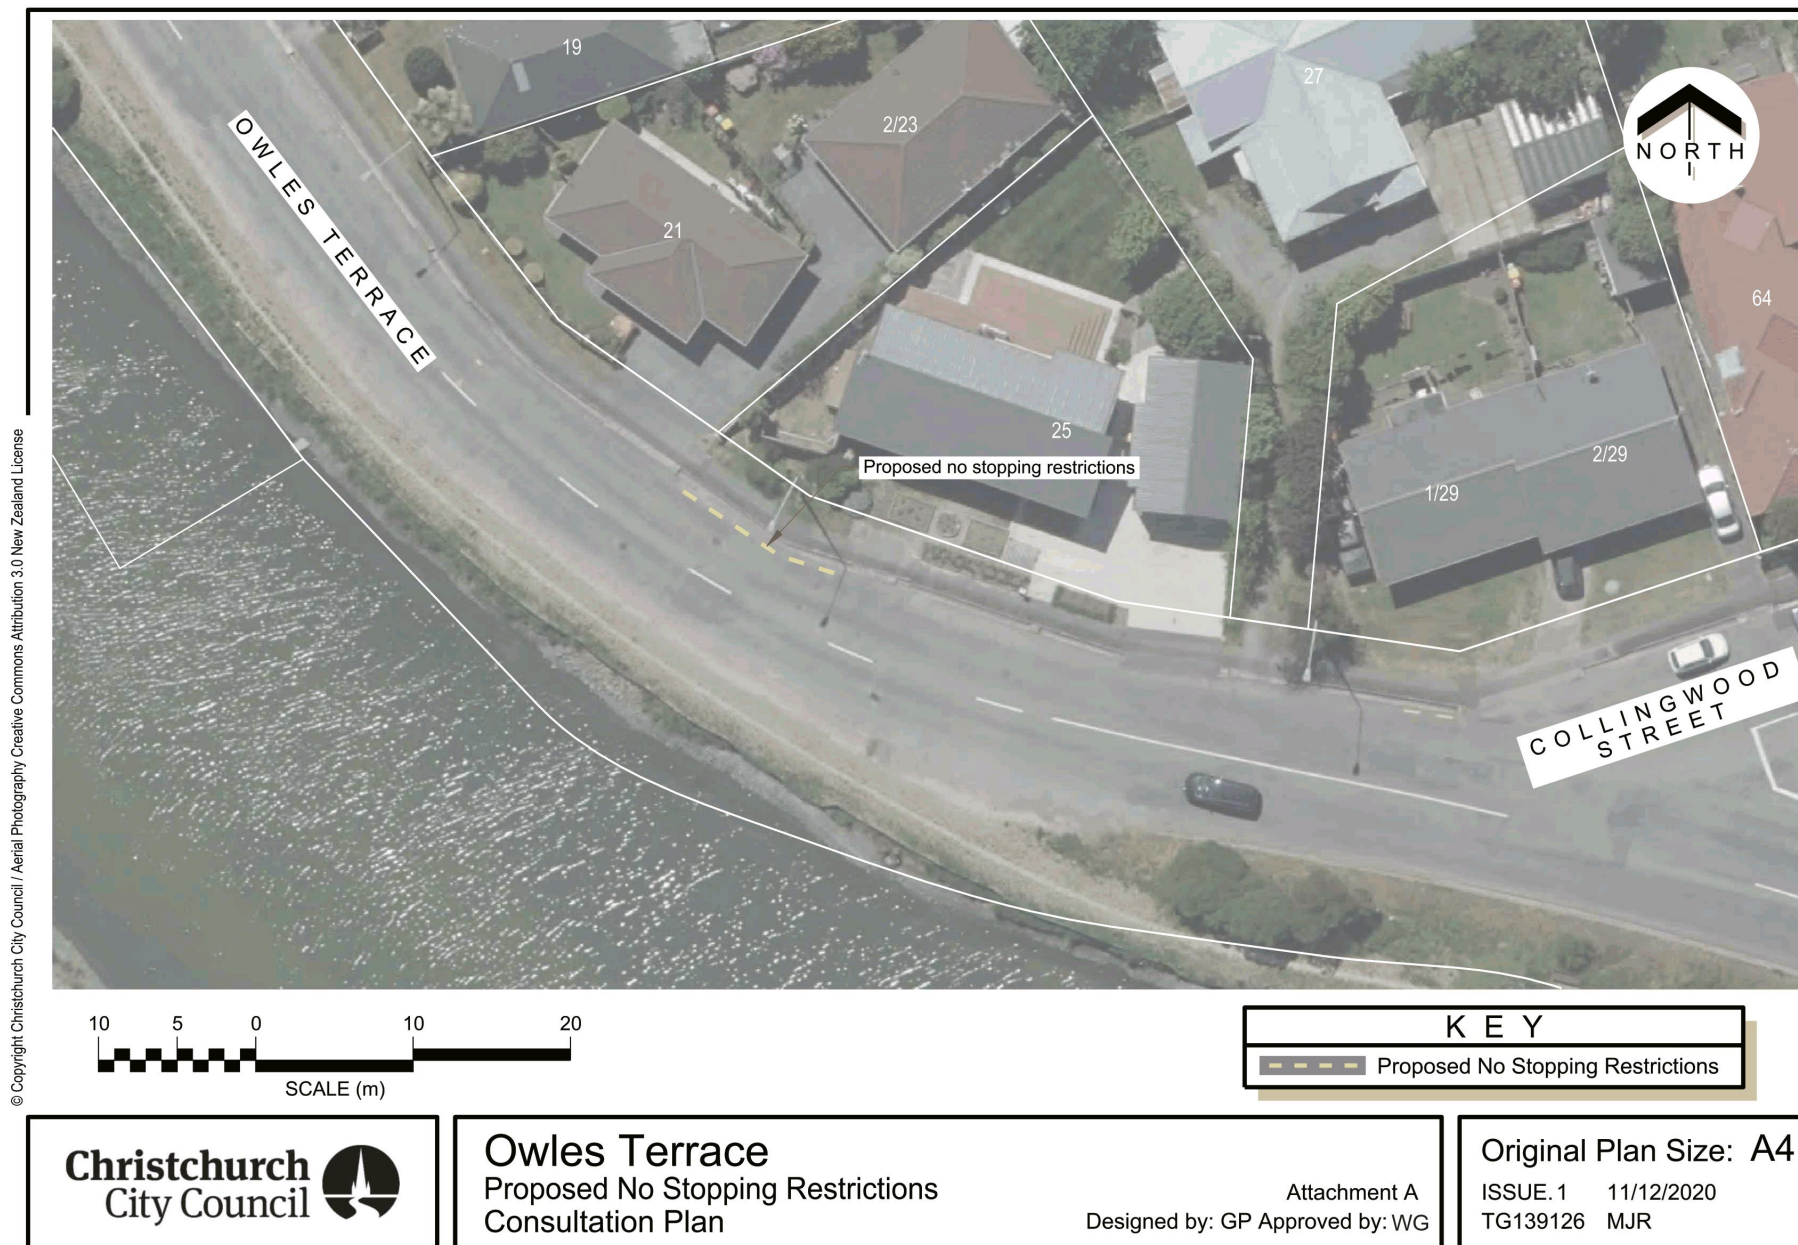 19
2/23
27
NORTH
OWLES TERRACE
21
64
25
Proposed no stopping restrictions
2/29
1/29
COLLINGWOOD
STREET
© Copyright Christchurch City Council / Aerial Photography Creative Commons Attribution 3.0 New Zealand License
10 5 0 10 20
SCALE (m)
KEY
Proposed No Stopping Restrictions
Christchurch
City Council
Owles Terrace
Proposed No Stopping Restrictions
Consultation Plan
Attachment A
Designed by: GP Approved by: WG
Original Plan Size: A4
ISSUE.1 11/12/2020
TG139126 MJR